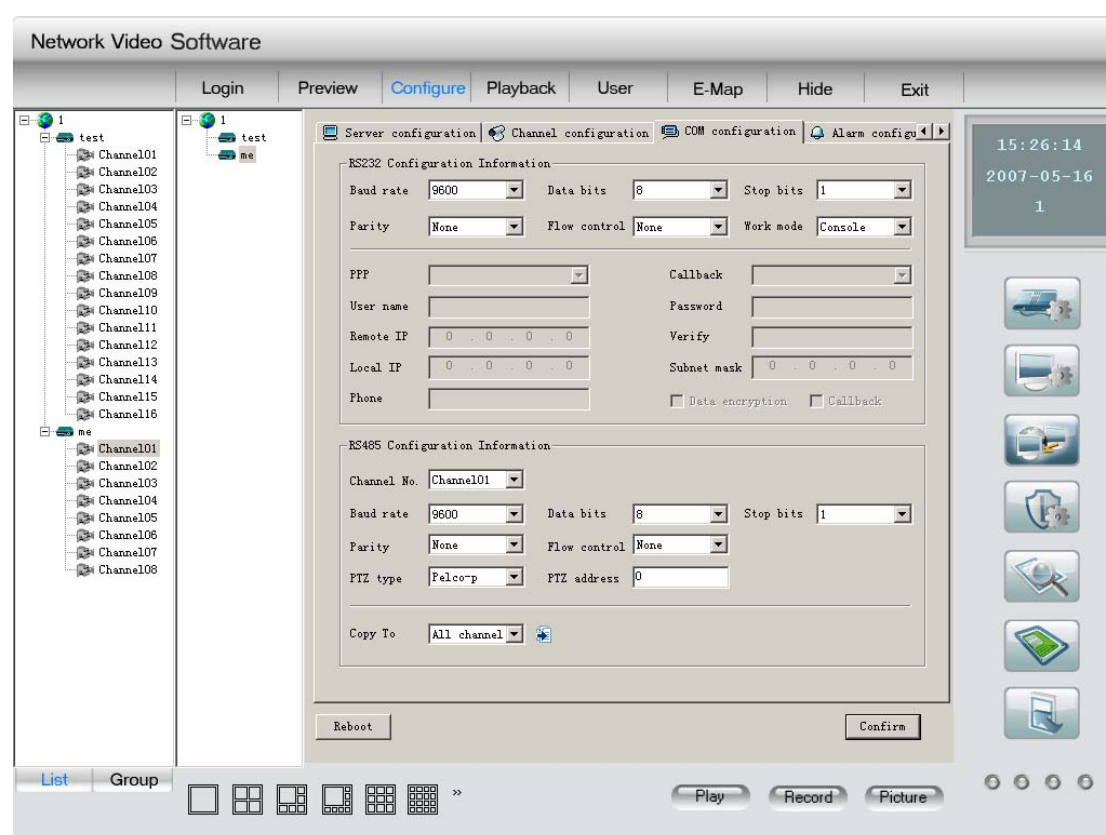 Network Video Software
Login Preview Configure Playback User E-Map Hide Exit
1
test
Channel01
Channel02
Channel03
Channel04
Channel05
Channel06
Channel07
Channel08
Channel09
Channel10
Channel11
Channel12
Channel13
Channel14
Channel15
Channel16
me
Channel01
Channel02
Channel03
Channel04
Channel05
Channel06
Channel07
Channel08
1
test
me
Server configuration Channel configuration COM configuration Alarm configu
RS232 Configuration Information
Baud rate 9600 Data bits 8 Stop bits 1
Parity None Flow control None Work mode Console
PPP Callback
User name Password
Remote IP 0 . 0 . 0 . 0 Verify
Local IP 0 . 0 . 0 . 0 Subnet mask 0 . 0 . 0 . 0
Phone Data encryption Callback
RS485 Configuration Information
Channel No. Channel01
Baud rate 9600 Data bits 8 Stop bits 1
Parity None Flow control None
PTZ type Pelco-p PTZ address 0
Copy To All channel
Reboot Confirm
15:26:14
2007-05-16
1
List Group
» Play Record Picture